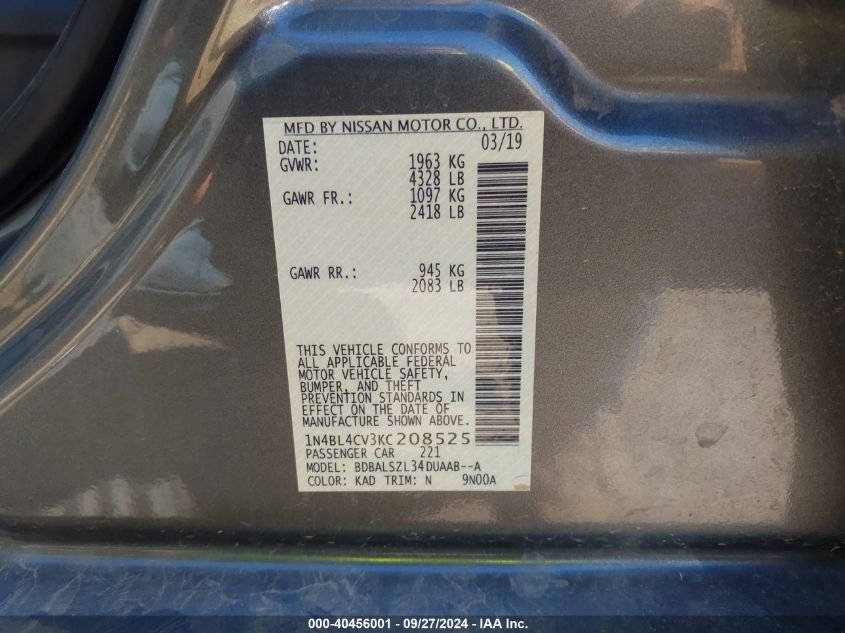 MFD BY NISSAN MOTOR CO., LTD.
DATE: 03/19
GVWR: 1963 KG
4328 LB
GAWR FR.: 1097 KG
2418 LB
GAWR RR.: 945 KG
2083 LB
THIS VEHICLE CONFORMS TO
ALL APPLICABLE FEDERAL
MOTOR VEHICLE SAFETY,
BUMPER, AND THEFT
PREVENTION STANDARDS IN
EFFECT ON THE DATE OF
MANUFACTURE SHOWN ABOVE.
1N4BL4CV3KC208525
PASSENGER CAR 221
MODEL: BDBALSZL34DUAAB--A
COLOR: KAD TRIM: N 9N00A
000-40456001 - 09/27/2024 - IAA Inc.